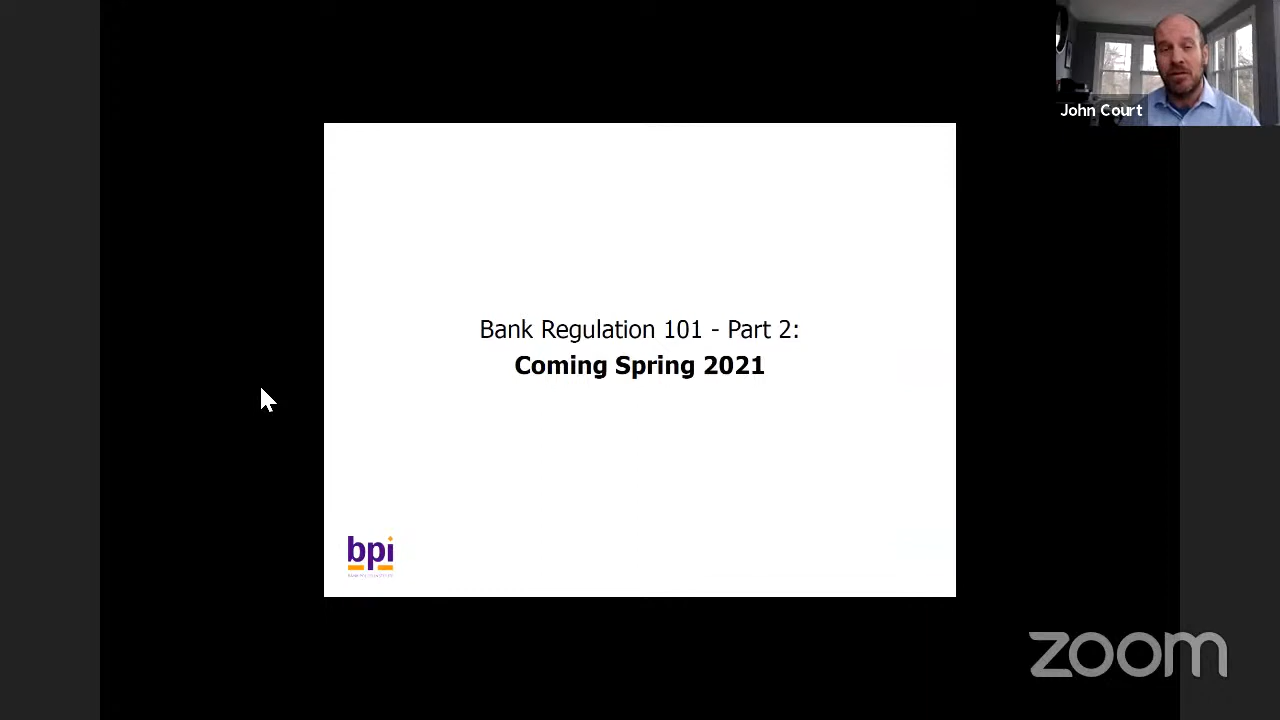 John Court
Bank Regulation 101 - Part 2:
Coming Spring 2021
bpi
zoom